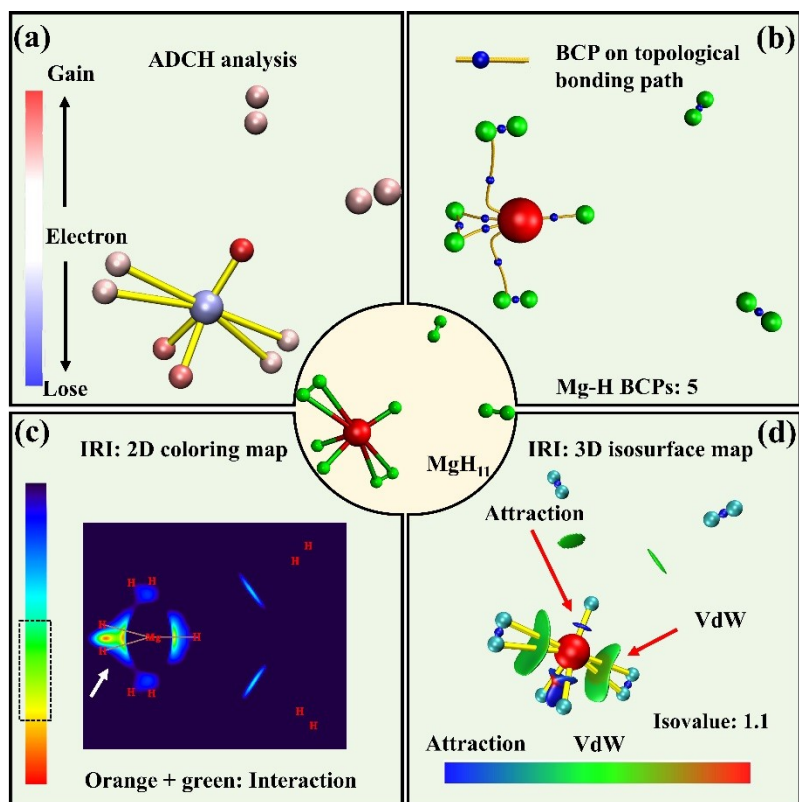 (a)
ADCH analysis
Gain
Electron
Lose
(b)
BCP on topological
bonding path
Mg-H BCPs: 5
MgH₁₁
(c)
IRI: 2D coloring map
H H
H H
H H
H
Mg
H
H
H H
H
H
Orange + green: Interaction
(d)
IRI: 3D isosurface map
Attraction
VdW
Isovalue: 1.1
Attraction
VdW